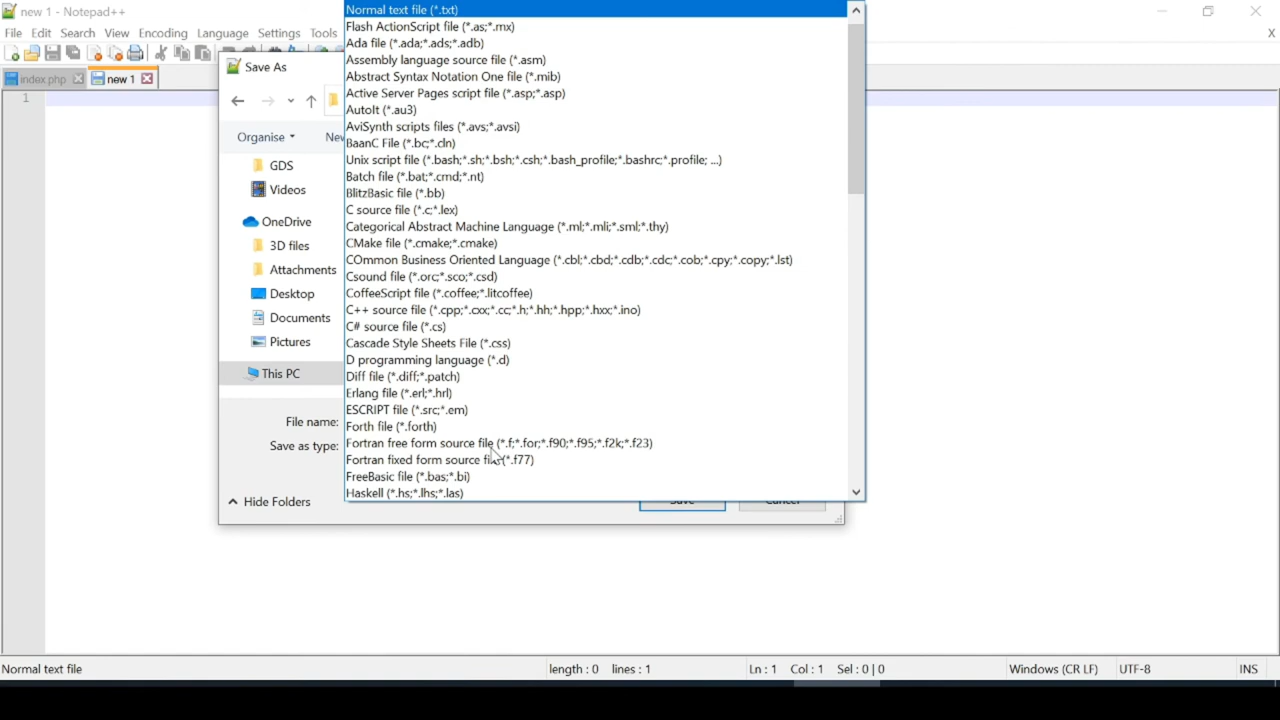 new 1 - Notepad++
File Edit Search View Encoding Language Settings Tools X
index.php new 1
1
Save As
Organise New
GDS
Videos
OneDrive
3D files
Attachments
Desktop
Documents
Pictures
This PC
File name:
Save as type:
Hide Folders
Normal text file (*.txt)
Flash ActionScript file (*.as;*.mx)
Ada file (*.ada;*.ads;*.adb)
Assembly language source file (*.asm)
Abstract Syntax Notation One file (*.mib)
Active Server Pages script file (*.asp;*.asp)
AutoIt (*.au3)
AviSynth scripts files (*.avs;*.avsi)
BaanC File (*.bc;*.cln)
Unix script file (*.bash;*.sh;*.bsh;*.csh;*.bash_profile;*.bashrc;*.profile; ...)
Batch file (*.bat;*.cmd;*.nt)
BlitzBasic file (*.bb)
C source file (*.c;*.lex)
Categorical Abstract Machine Language (*.ml;*.mli;*.sml;*.thy)
CMake file (*.cmake;*.cmake)
COmmon Business Oriented Language (*.cbl;*.cbd;*.cdb;*.cdc;*.cob;*.cpy;*.copy;*.lst)
Csound file (*.orc;*.sco;*.csd)
CoffeeScript file (*.coffee;*.litcoffee)
C++ source file (*.cpp;*.cxx;*.cc;*.h;*.hh;*.hpp;*.hxx;*.ino)
C# source file (*.cs)
Cascade Style Sheets File (*.css)
D programming language (*.d)
Diff file (*.diff;*.patch)
Erlang file (*.erl;*.hrl)
ESCRIPT file (*.src;*.em)
Forth file (*.forth)
Fortran free form source file (*.f;*.for;*.f90;*.f95;*.f2k;*.f23)
Fortran fixed form source file (*.f77)
FreeBasic file (*.bas;*.bi)
Haskell (*.hs;*.lhs;*.las)
Save Cancel
Normal text file length : 0 lines : 1 Ln : 1 Col : 1 Sel : 0 | 0 Windows (CR LF) UTF-8 INS